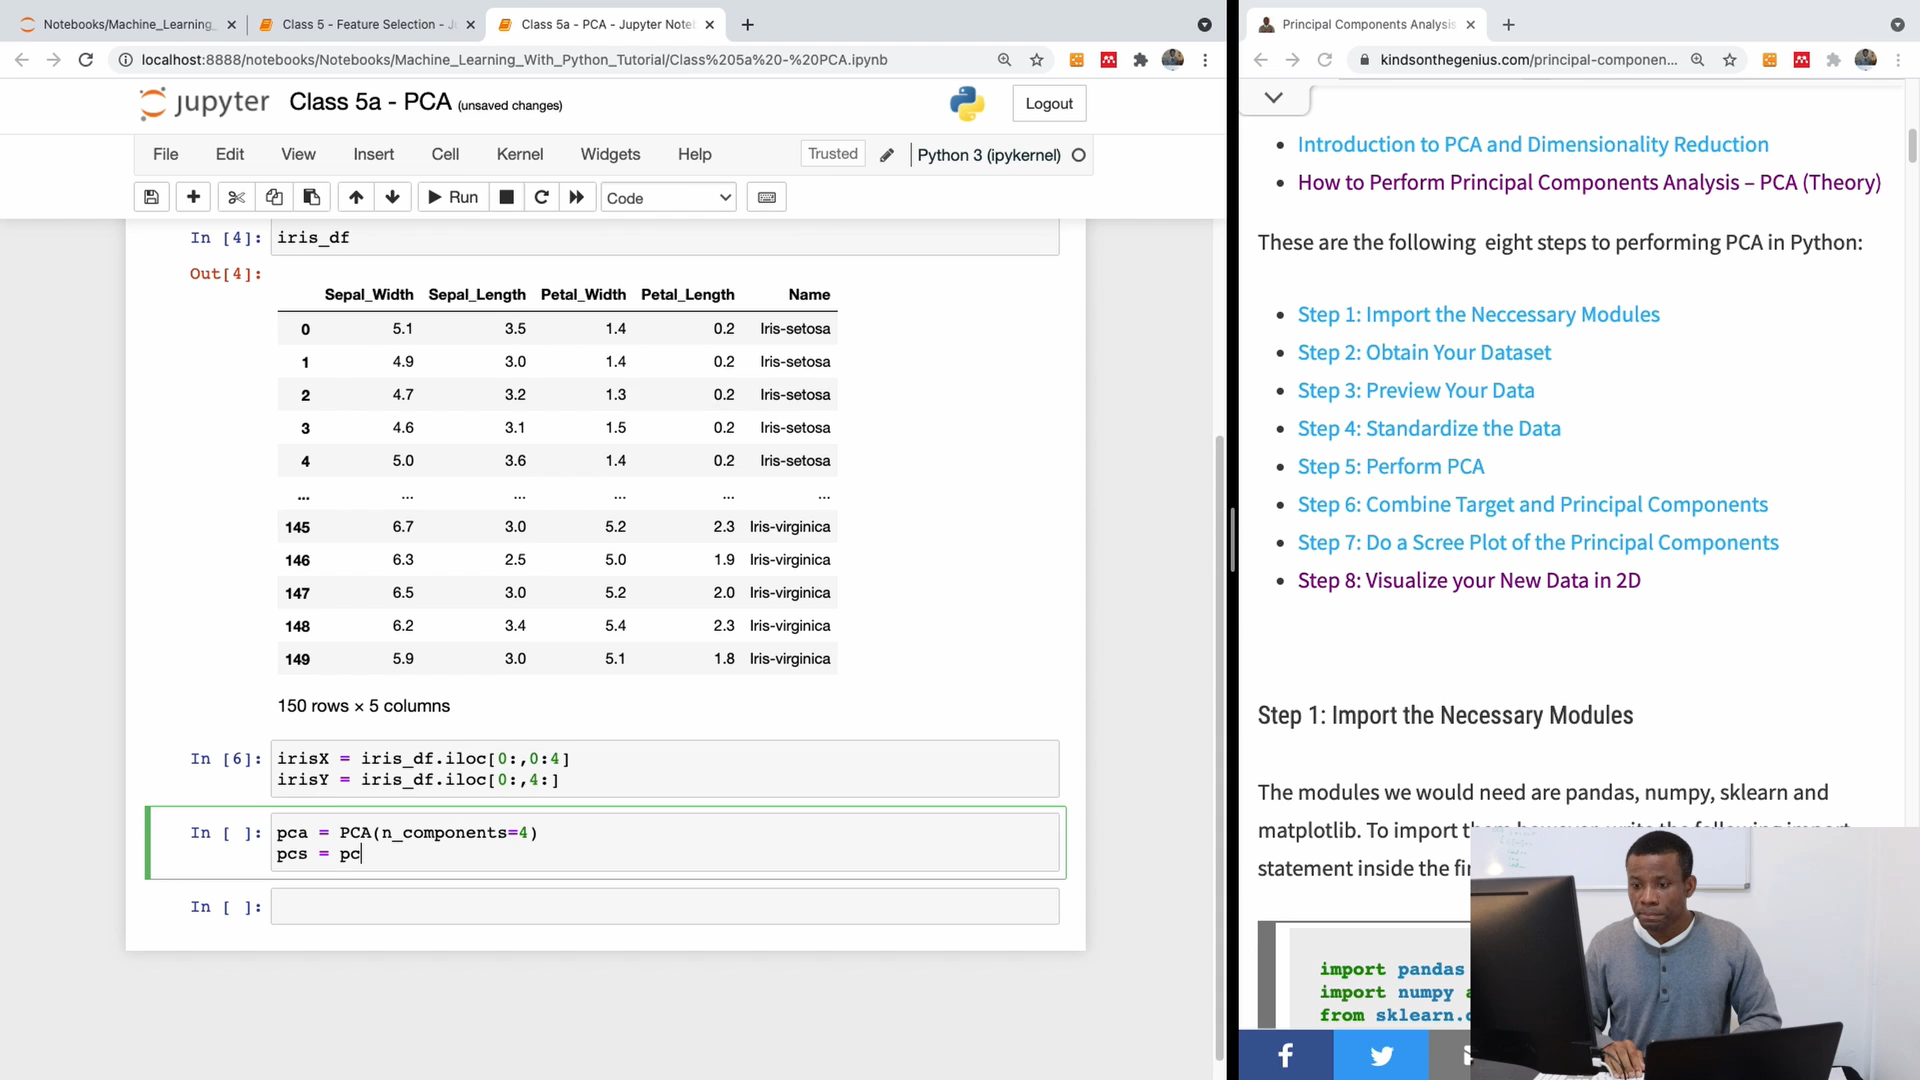 Notebooks/Machine_Learning_
Class 5 - Feature Selection - J
Class 5a - PCA - Jupyter Note
localhost:8888/notebooks/Notebooks/Machine_Learning_With_Python_Tutorial/Class%205a%20-%20PCA.ipynb
jupyter Class 5a - PCA (unsaved changes)
Logout
File Edit View Insert Cell Kernel Widgets Help
Trusted
Python 3 (ipykernel)
Run
Code
In [4]: iris_df
Out[4]:
Sepal_Width Sepal_Length Petal_Width Petal_Length Name
0 5.1 3.5 1.4 0.2 Iris-setosa
1 4.9 3.0 1.4 0.2 Iris-setosa
2 4.7 3.2 1.3 0.2 Iris-setosa
3 4.6 3.1 1.5 0.2 Iris-setosa
4 5.0 3.6 1.4 0.2 Iris-setosa
... ... ... ... ... ...
145 6.7 3.0 5.2 2.3 Iris-virginica
146 6.3 2.5 5.0 1.9 Iris-virginica
147 6.5 3.0 5.2 2.0 Iris-virginica
148 6.2 3.4 5.4 2.3 Iris-virginica
149 5.9 3.0 5.1 1.8 Iris-virginica
150 rows × 5 columns
In [6]: irisX = iris_df.iloc[0:,0:4]
irisY = iris_df.iloc[0:,4:]
In [ ]: pca = PCA(n_components=4)
pcs = pc
In [ ]:
Principal Components Analysis
kindsonthegenius.com/principal-componen...
Introduction to PCA and Dimensionality Reduction
How to Perform Principal Components Analysis – PCA (Theory)
These are the following eight steps to performing PCA in Python:
Step 1: Import the Neccessary Modules
Step 2: Obtain Your Dataset
Step 3: Preview Your Data
Step 4: Standardize the Data
Step 5: Perform PCA
Step 6: Combine Target and Principal Components
Step 7: Do a Scree Plot of the Principal Components
Step 8: Visualize your New Data in 2D
Step 1: Import the Necessary Modules
The modules we would need are pandas, numpy, sklearn and
matplotlib. To import
statement inside the
import pandas
import numpy
from sklearn.